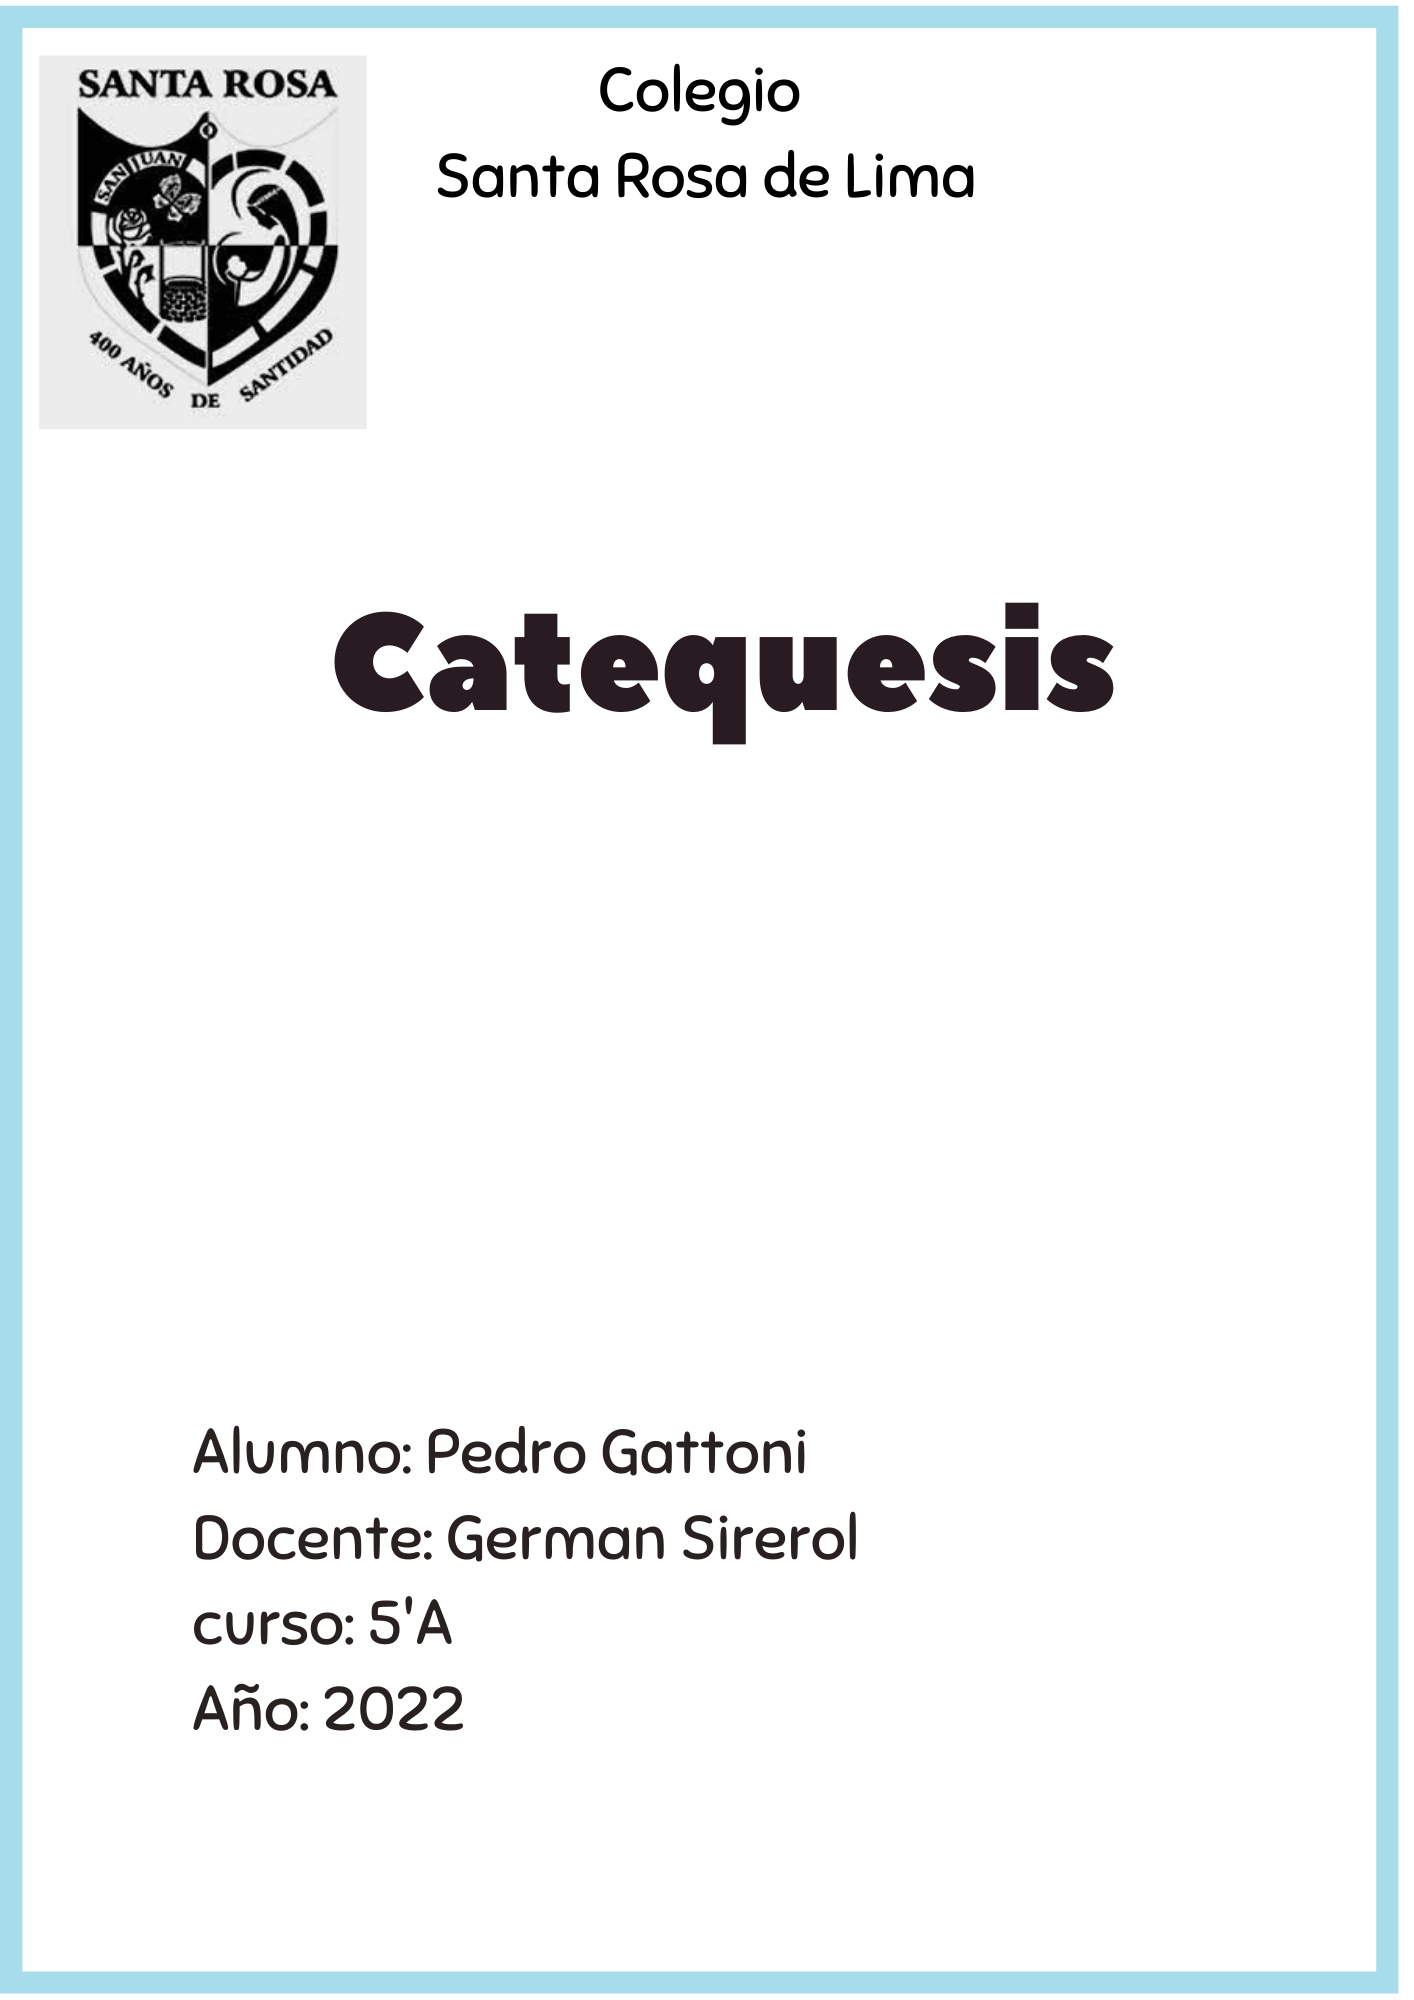 SANTA ROSA
SAN JUAN
400 AÑOS DE SANTIDAD
Colegio
Santa Rosa de Lima
Catequesis
Alumno: Pedro Gattoni
Docente: German Sirerol
curso: 5'A
Año: 2022